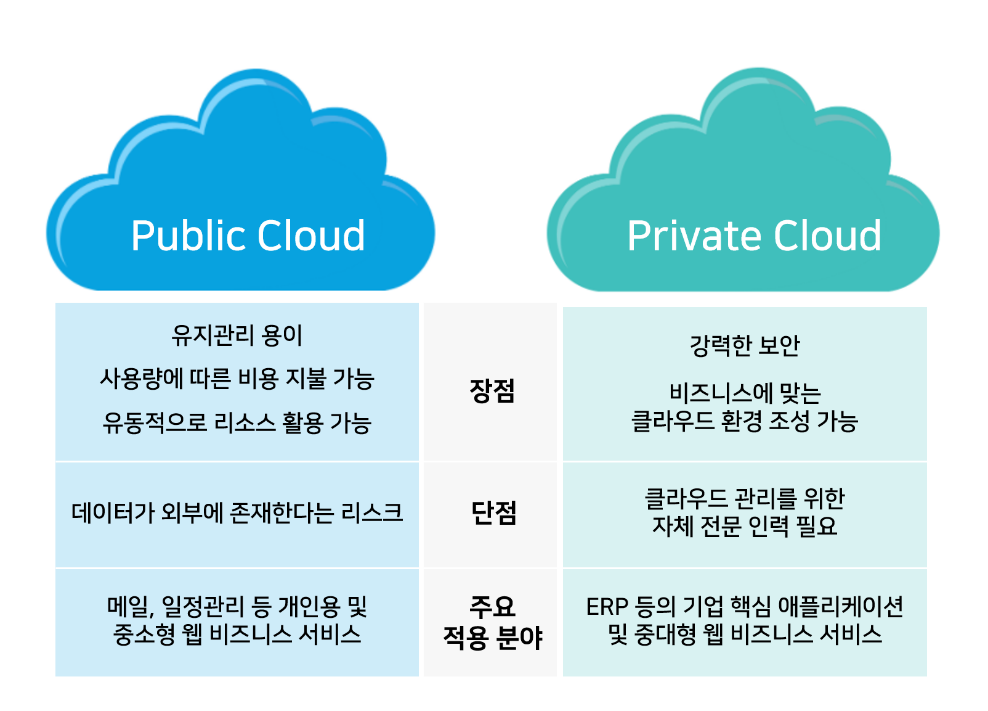 Public Cloud
Private Cloud
유지관리 용이
사용량에 따른 비용 지불 가능
유동적으로 리소스 활용 가능
장점
강력한 보안
비즈니스에 맞는
클라우드 환경 조성 가능
데이터가 외부에 존재한다는 리스크
단점
클라우드 관리를 위한
자체 전문 인력 필요
메일, 일정관리 등 개인용 및
중소형 웹 비즈니스 서비스
주요
적용 분야
ERP 등의 기업 핵심 애플리케이션
및 중대형 웹 비즈니스 서비스